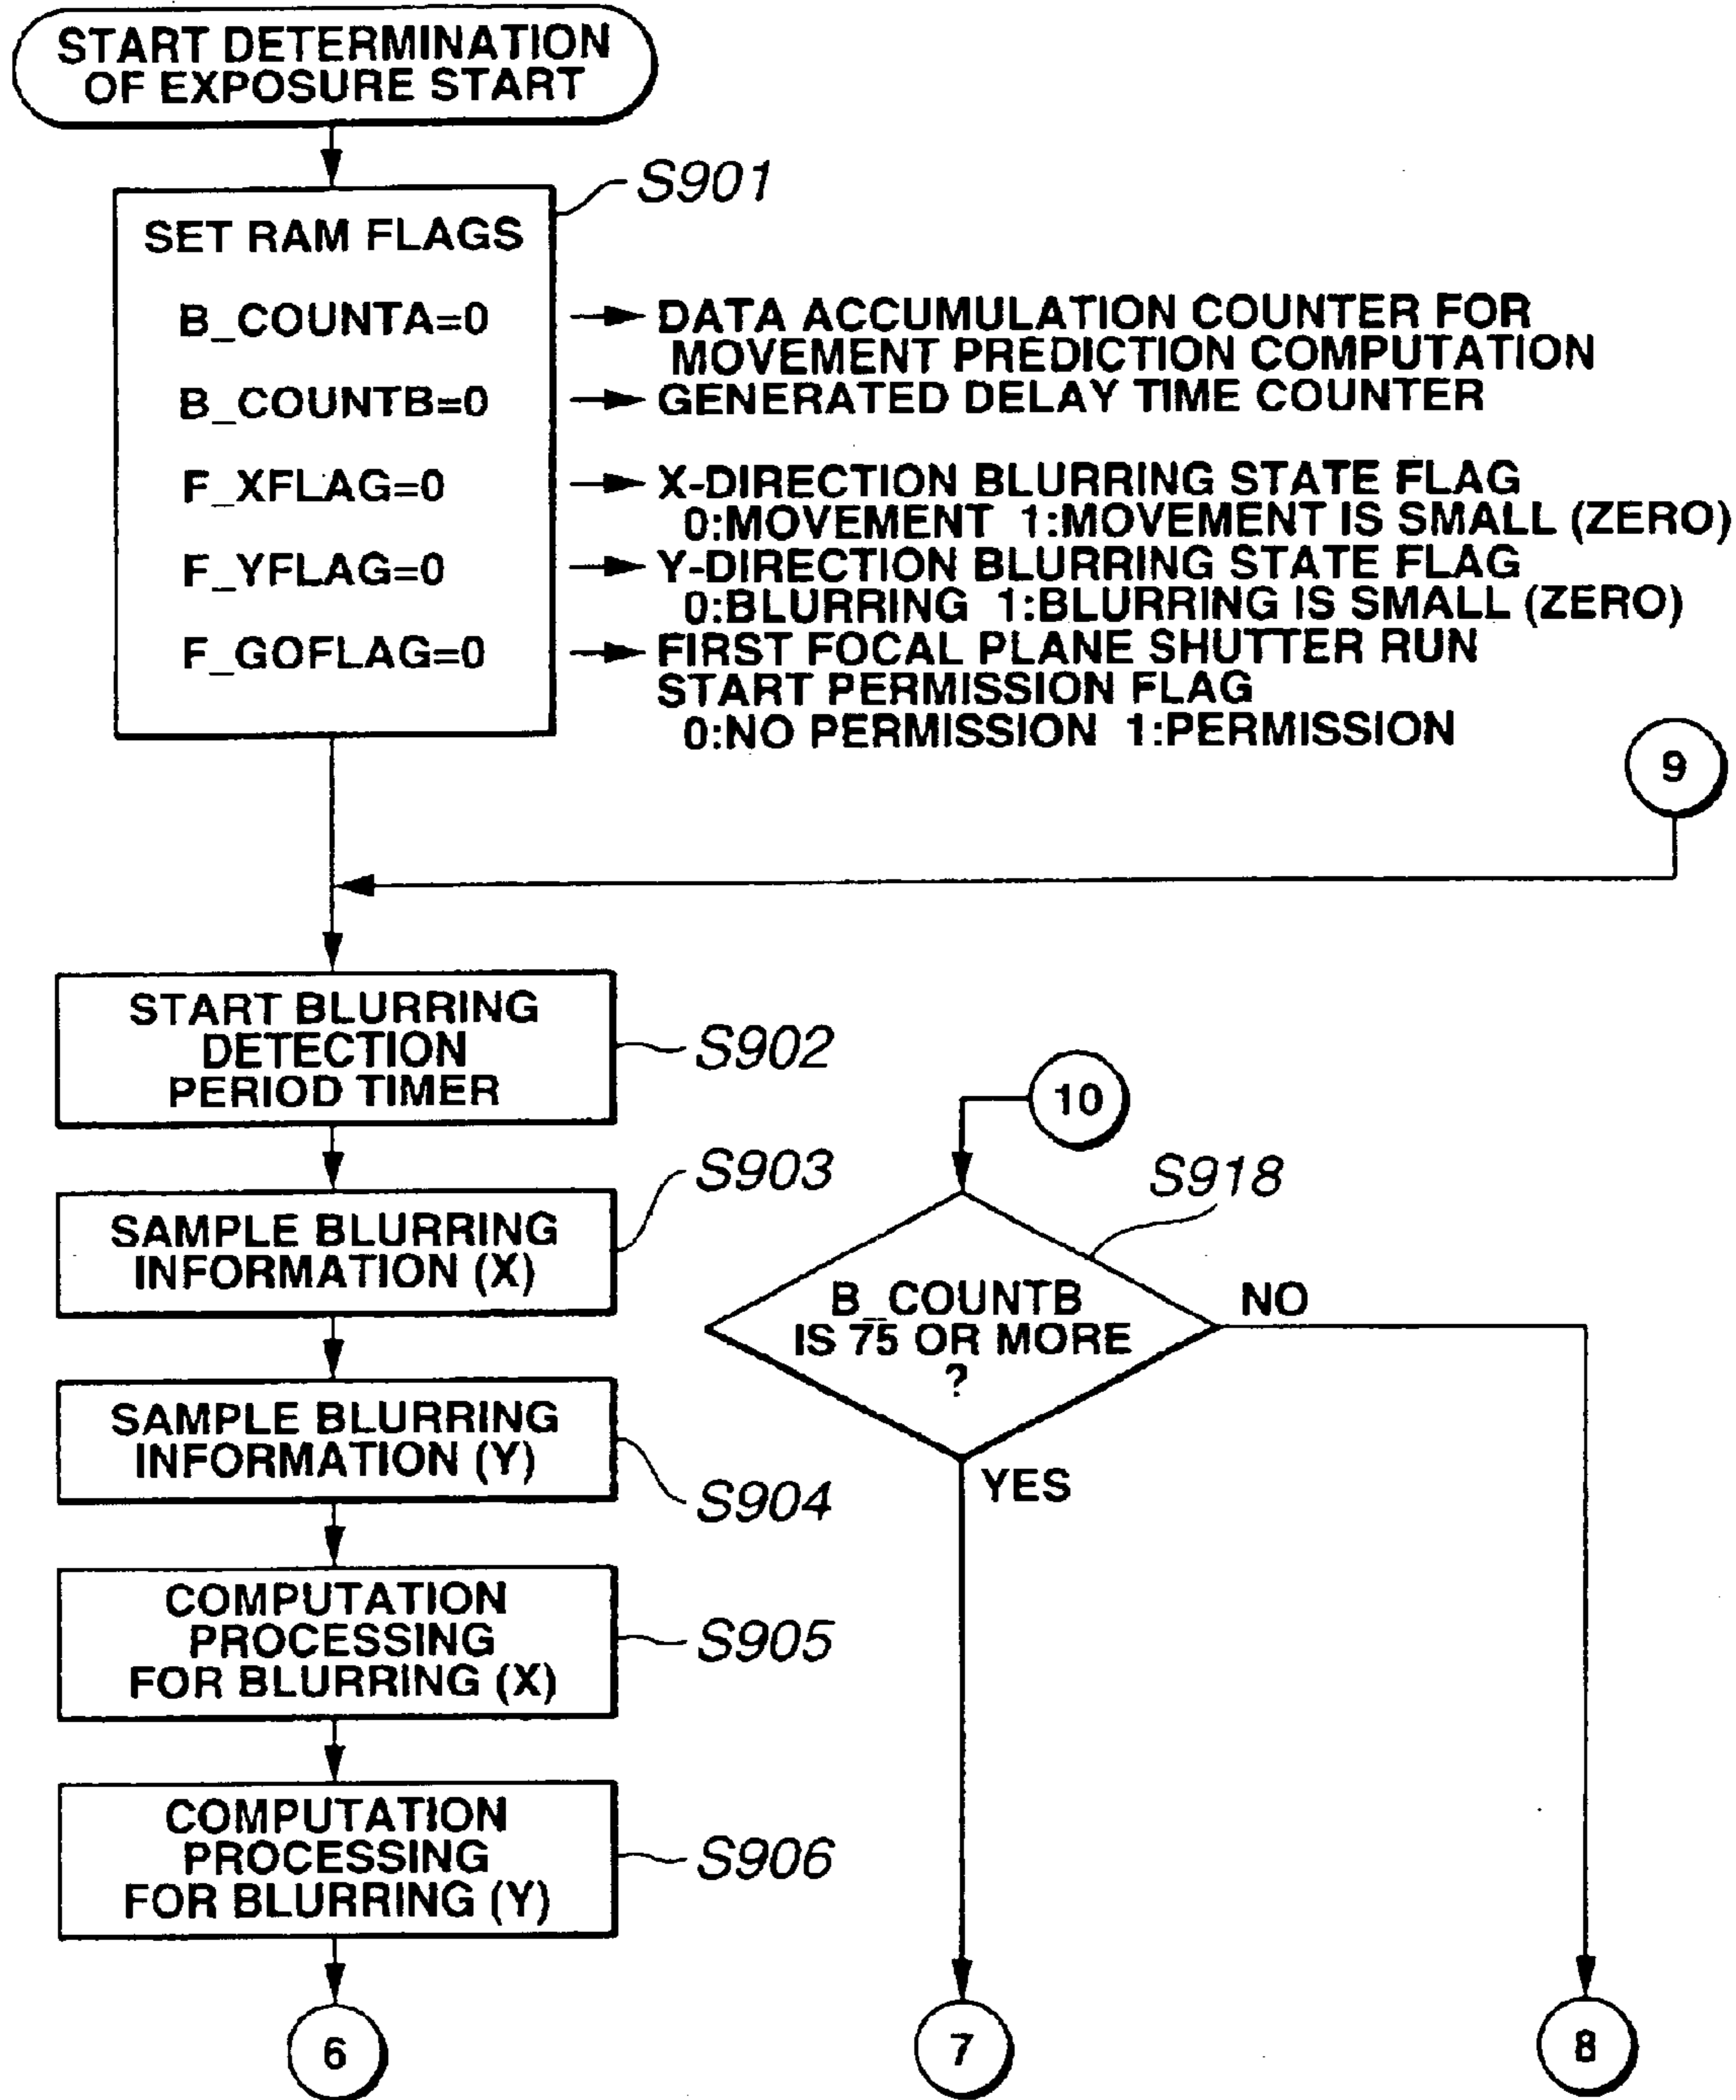 START DETERMINATION
OF EXPOSURE START
S901
SET RAM FLAGS
B_COUNTA=0
DATA ACCUMULATION COUNTER FOR
MOVEMENT PREDICTION COMPUTATION
B_COUNTB=0
GENERATED DELAY TIME COUNTER
F_XFLAG=0
X-DIRECTION BLURRING STATE FLAG
0:MOVEMENT 1:MOVEMENT IS SMALL (ZERO)
F_YFLAG=0
Y-DIRECTION BLURRING STATE FLAG
0:BLURRING 1:BLURRING IS SMALL (ZERO)
F_GOFLAG=0
FIRST FOCAL PLANE SHUTTER RUN
START PERMISSION FLAG
0:NO PERMISSION 1:PERMISSION
9
START BLURRING
DETECTION
PERIOD TIMER
S902
SAMPLE BLURRING
INFORMATION (X)
S903
SAMPLE BLURRING
INFORMATION (Y)
S904
COMPUTATION
PROCESSING
FOR BLURRING (X)
S905
COMPUTATION
PROCESSING
FOR BLURRING (Y)
S906
6
10
S918
B_COUNTB
IS 75 OR MORE
?
NO
YES
7
8